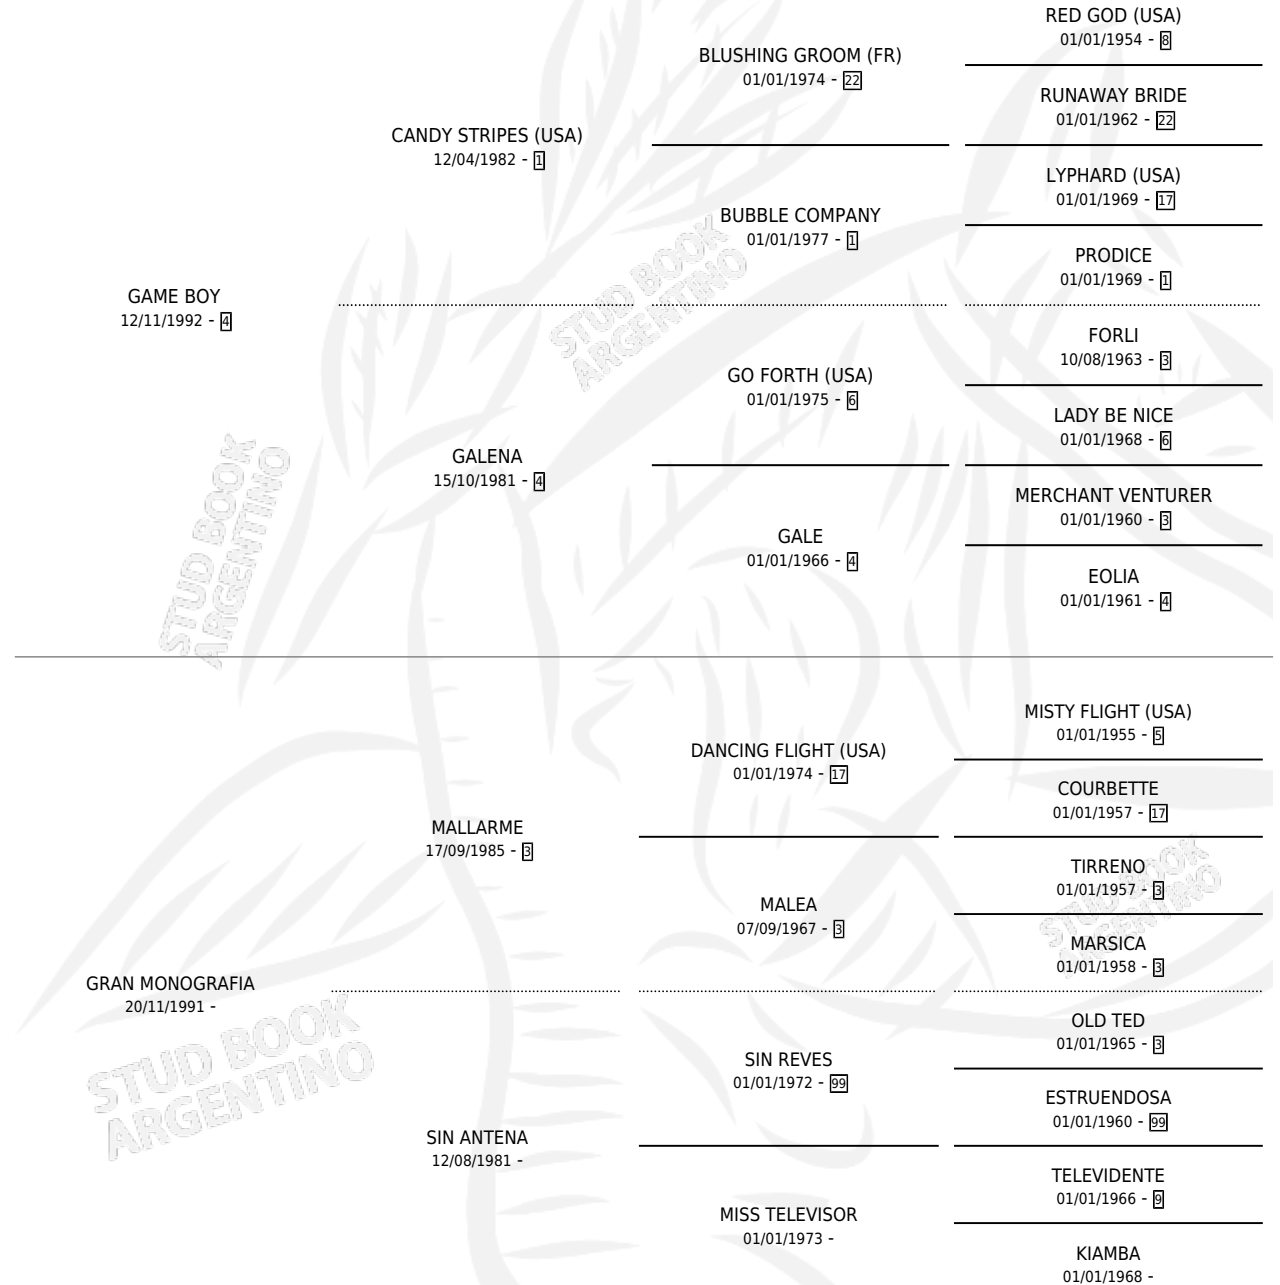 RED GOD (USA)
01/01/1954 - 8
BLUSHING GROOM (FR)
01/01/1974 - 22
RUNAWAY BRIDE
01/01/1962 - 22
CANDY STRIPES (USA)
12/04/1982 - 1
LYPHARD (USA)
01/01/1969 - 17
BUBBLE COMPANY
01/01/1977 - 1
PRODICE
01/01/1969 - 1
GAME BOY
12/11/1992 - 4
FORLI
10/08/1963 - 3
GO FORTH (USA)
01/01/1975 - 6
LADY BE NICE
01/01/1968 - 6
GALENA
15/10/1981 - 4
MERCHANT VENTURER
01/01/1960 - 3
GALE
01/01/1966 - 4
EOLIA
01/01/1961 - 4
STUD BOOK
ARGENTINO
STUD BOOK
ARGENTINO
MISTY FLIGHT (USA)
01/01/1955 - 5
DANCING FLIGHT (USA)
01/01/1974 - 17
COURBETTE
01/01/1957 - 17
MALLARME
17/09/1985 - 3
TIRRENO
01/01/1957 - 3
MALEA
07/09/1967 - 3
MARSICA
01/01/1958 - 3
GRAN MONOGRAFIA
20/11/1991 -
OLD TED
01/01/1965 - 3
SIN REVES
01/01/1972 - 99
ESTRUENDOSA
01/01/1960 - 99
SIN ANTENA
12/08/1981 -
TELEVIDENTE
01/01/1966 - 9
MISS TELEVISOR
01/01/1973 -
KIAMBA
01/01/1968 -
STUD BOOK
ARGENTINO
STUD BOOK
ARGENTINO